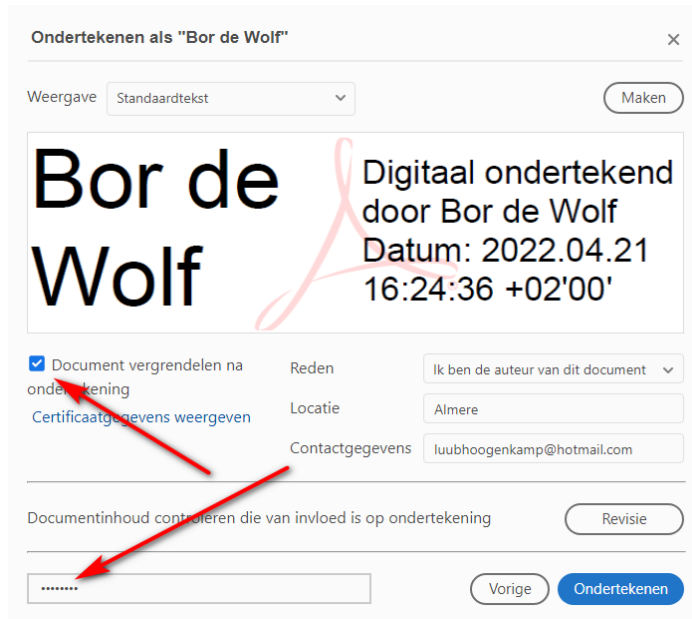 Ondertekenen als "Bor de Wolf"
Weergave Standaardtekst Maken
Bor de
Wolf
Digitaal ondertekend
door Bor de Wolf
Datum: 2022.04.21
16:24:36 +02'00'
Document vergrendelen na
ondertekening
Certificaatgegevens weergeven
Reden Ik ben de auteur van dit document
Locatie Almere
Contactgegevens luubhoogenkamp@hotmail.com
Documentinhoud controleren die van invloed is op ondertekening Revisie
•••••••• Vorige Ondertekenen